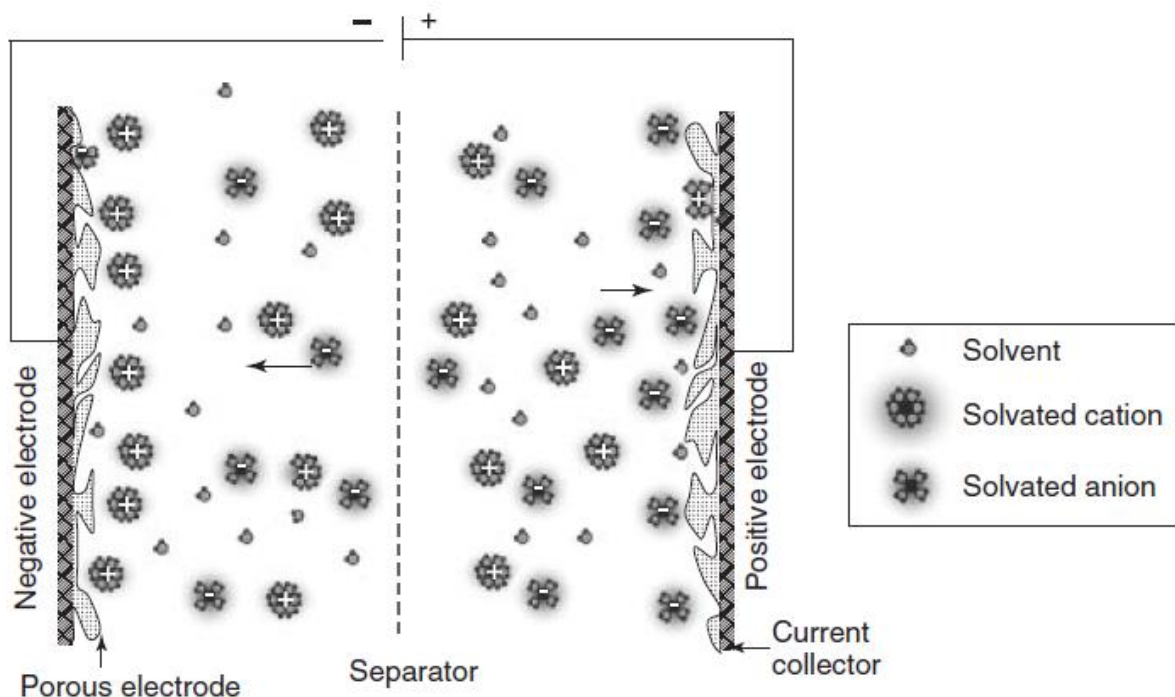 − +
Negative electrode
Positive electrode
Solvent
Solvated cation
Solvated anion
Porous electrode
Separator
Current
collector